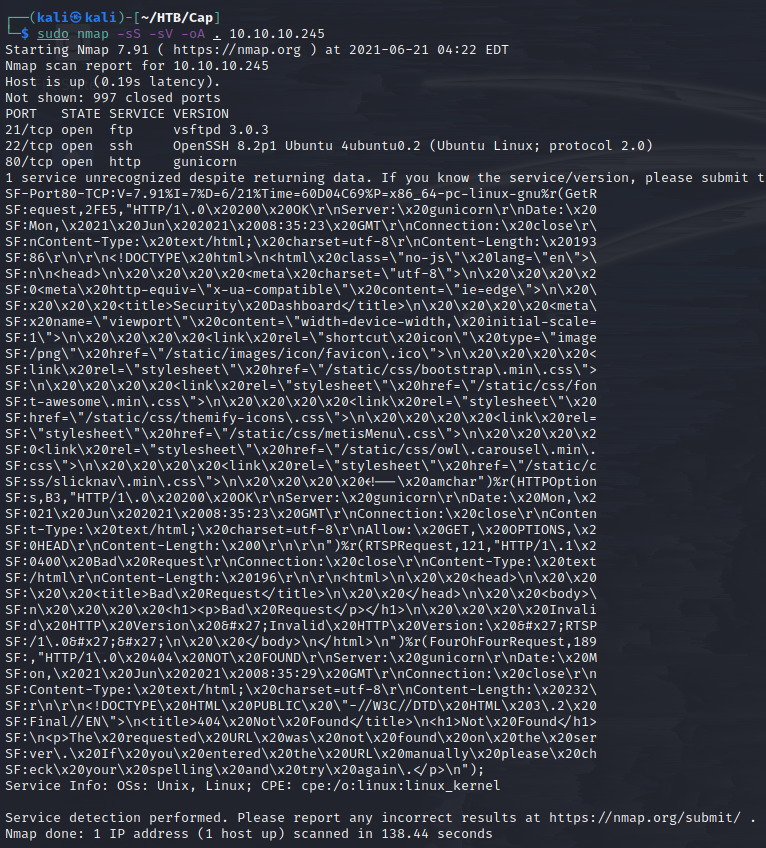 ┌──(kali㉿kali)-[~/HTB/Cap]
└─$ sudo nmap -sS -sV -oA . 10.10.10.245
Starting Nmap 7.91 ( https://nmap.org ) at 2021-06-21 04:22 EDT
Nmap scan report for 10.10.10.245
Host is up (0.19s latency).
Not shown: 997 closed ports
PORT   STATE SERVICE VERSION
21/tcp open  ftp     vsftpd 3.0.3
22/tcp open  ssh     OpenSSH 8.2p1 Ubuntu 4ubuntu0.2 (Ubuntu Linux; protocol 2.0)
80/tcp open  http    gunicorn
1 service unrecognized despite returning data. If you know the service/version, please submit t
SF-Port80-TCP:V=7.91%I=7%D=6/21%Time=60D04C69%P=x86_64-pc-linux-gnu%r(GetR
SF:equest,2FE5,"HTTP/1\.0\x20200\x20OK\r\nServer:\x20gunicorn\r\nDate:\x20
SF:Mon,\x2021\x20Jun\x202021\x2008:35:23\x20GMT\r\nConnection:\x20close\r\
SF:nContent-Type:\x20text/html;\x20charset=utf-8\r\nContent-Length:\x20193
SF:86\r\n\r\n<!DOCTYPE\x20html>\n<html\x20class=\"no-js\"\x20lang=\"en\">\
SF:n\n<head>\n\x20\x20\x20\x20<meta\x20charset=\"utf-8\">\n\x20\x20\x20\x2
SF:0<meta\x20http-equiv=\"x-ua-compatible\"\x20content=\"ie=edge\">\n\x20\
SF:x20\x20\x20<title>Security\x20Dashboard</title>\n\x20\x20\x20\x20<meta\
SF:x20name=\"viewport\"\x20content=\"width=device-width,\x20initial-scale=
SF:1\">\n\x20\x20\x20\x20<link\x20rel=\"shortcut\x20icon\"\x20type=\"image
SF:/png\"\x20href=\"/static/images/icon/favicon\.ico\">\n\x20\x20\x20\x20<
SF:link\x20rel=\"stylesheet\"\x20href=\"/static/css/bootstrap\.min\.css\">
SF:\n\x20\x20\x20\x20<link\x20rel=\"stylesheet\"\x20href=\"/static/css/fon
SF:t-awesome\.min\.css\">\n\x20\x20\x20\x20<link\x20rel=\"stylesheet\"\x20
SF:href=\"/static/css/themify-icons\.css\">\n\x20\x20\x20\x20<link\x20rel=
SF:\"stylesheet\"\x20href=\"/static/css/metisMenu\.css\">\n\x20\x20\x20\x2
SF:0<link\x20rel=\"stylesheet\"\x20href=\"/static/css/owl\.carousel\.min\.
SF:css\">\n\x20\x20\x20\x20<link\x20rel=\"stylesheet\"\x20href=\"/static/c
SF:ss/slicknav\.min\.css\">\n\x20\x20\x20\x20<!--\x20amchar")%r(HTTPOption
SF:s,B3,"HTTP/1\.0\x20200\x20OK\r\nServer:\x20gunicorn\r\nDate:\x20Mon,\x2
SF:021\x20Jun\x202021\x2008:35:23\x20GMT\r\nConnection:\x20close\r\nConten
SF:t-Type:\x20text/html;\x20charset=utf-8\r\nAllow:\x20GET,\x20OPTIONS,\x2
SF:0HEAD\r\nContent-Length:\x200\r\n\r\n")%r(RTSPRequest,121,"HTTP/1\.1\x2
SF:0400\x20Bad\x20Request\r\nConnection:\x20close\r\nContent-Type:\x20text
SF:/html\r\nContent-Length:\x20196\r\n\r\n<html>\n\x20\x20<head>\n\x20\x20
SF:\x20\x20<title>Bad\x20Request</title>\n\x20\x20</head>\n\x20\x20<body>\
SF:n\x20\x20\x20\x20<h1><p>Bad\x20Request</p></h1>\n\x20\x20\x20\x20Invali
SF:d\x20HTTP\x20Version\x20&#x27;Invalid\x20HTTP\x20Version:\x20&#x27;RTSP
SF:/1\.0&#x27;&#x27;\n\x20\x20</body>\n</html>\n")%r(FourOhFourRequest,189
SF:,"HTTP/1\.0\x20404\x20NOT\x20FOUND\r\nServer:\x20gunicorn\r\nDate:\x20M
SF:on,\x2021\x20Jun\x202021\x2008:35:29\x20GMT\r\nConnection:\x20close\r\n
SF:Content-Type:\x20text/html;\x20charset=utf-8\r\nContent-Length:\x20232\
SF:r\n\r\n<!DOCTYPE\x20HTML\x20PUBLIC\x20\"-//W3C//DTD\x20HTML\x203\.2\x20
SF:Final//EN\">\n<title>404\x20Not\x20Found</title>\n<h1>Not\x20Found</h1>
SF:\n<p>The\x20requested\x20URL\x20was\x20not\x20found\x20on\x20the\x20ser
SF:ver\.\x20If\x20you\x20entered\x20the\x20URL\x20manually\x20please\x20ch
SF:eck\x20your\x20spelling\x20and\x20try\x20again\.</p>\n");
Service Info: OSs: Unix, Linux; CPE: cpe:/o:linux:linux_kernel

Service detection performed. Please report any incorrect results at https://nmap.org/submit/ .
Nmap done: 1 IP address (1 host up) scanned in 138.44 seconds